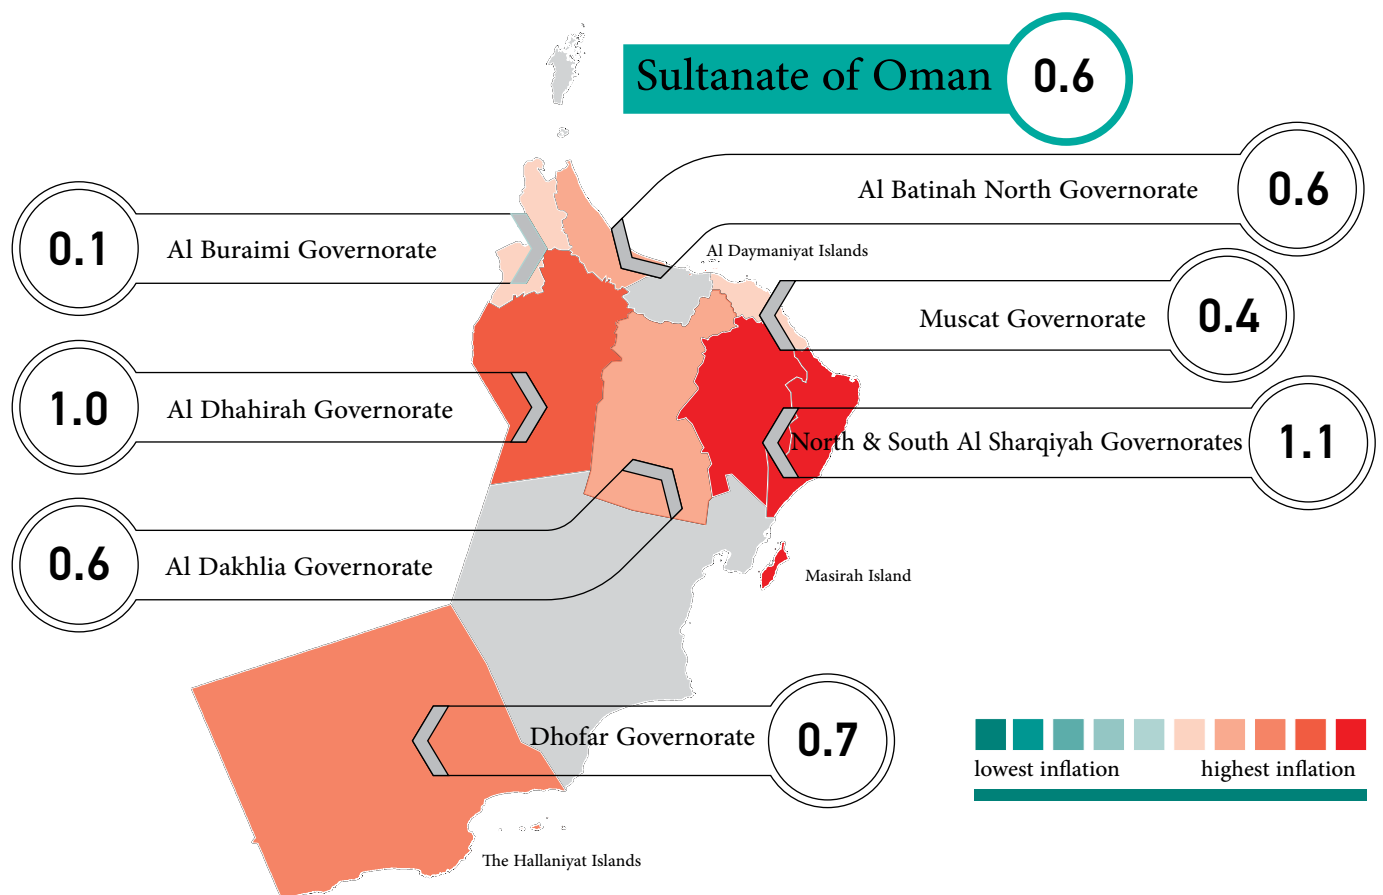 Sultanate of Oman
0.6
Al Batinah North Governorate
0.6
0.1
Al Buraimi Governorate
Al Daymaniyat Islands
Muscat Governorate
0.4
1.0
Al Dhahirah Governorate
North & South Al Sharqiyah Governorates
1.1
0.6
Al Dakhlia Governorate
Masirah Island
Dhofar Governorate
0.7
lowest inflation
highest inflation
The Hallaniyat Islands